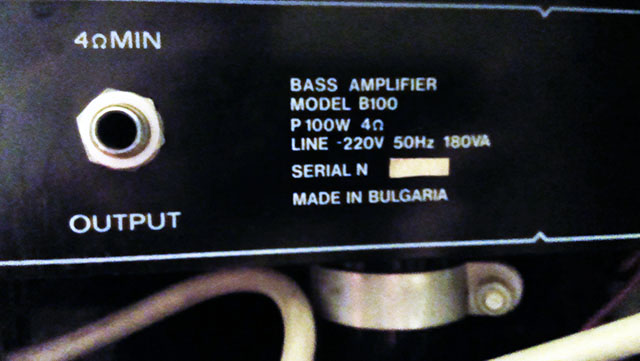 4ΩMIN
OUTPUT
BASS AMPLIFIER
MODEL B100
P 100W 4Ω
LINE ~220V 50Hz 180VA
SERIAL N
MADE IN BULGARIA